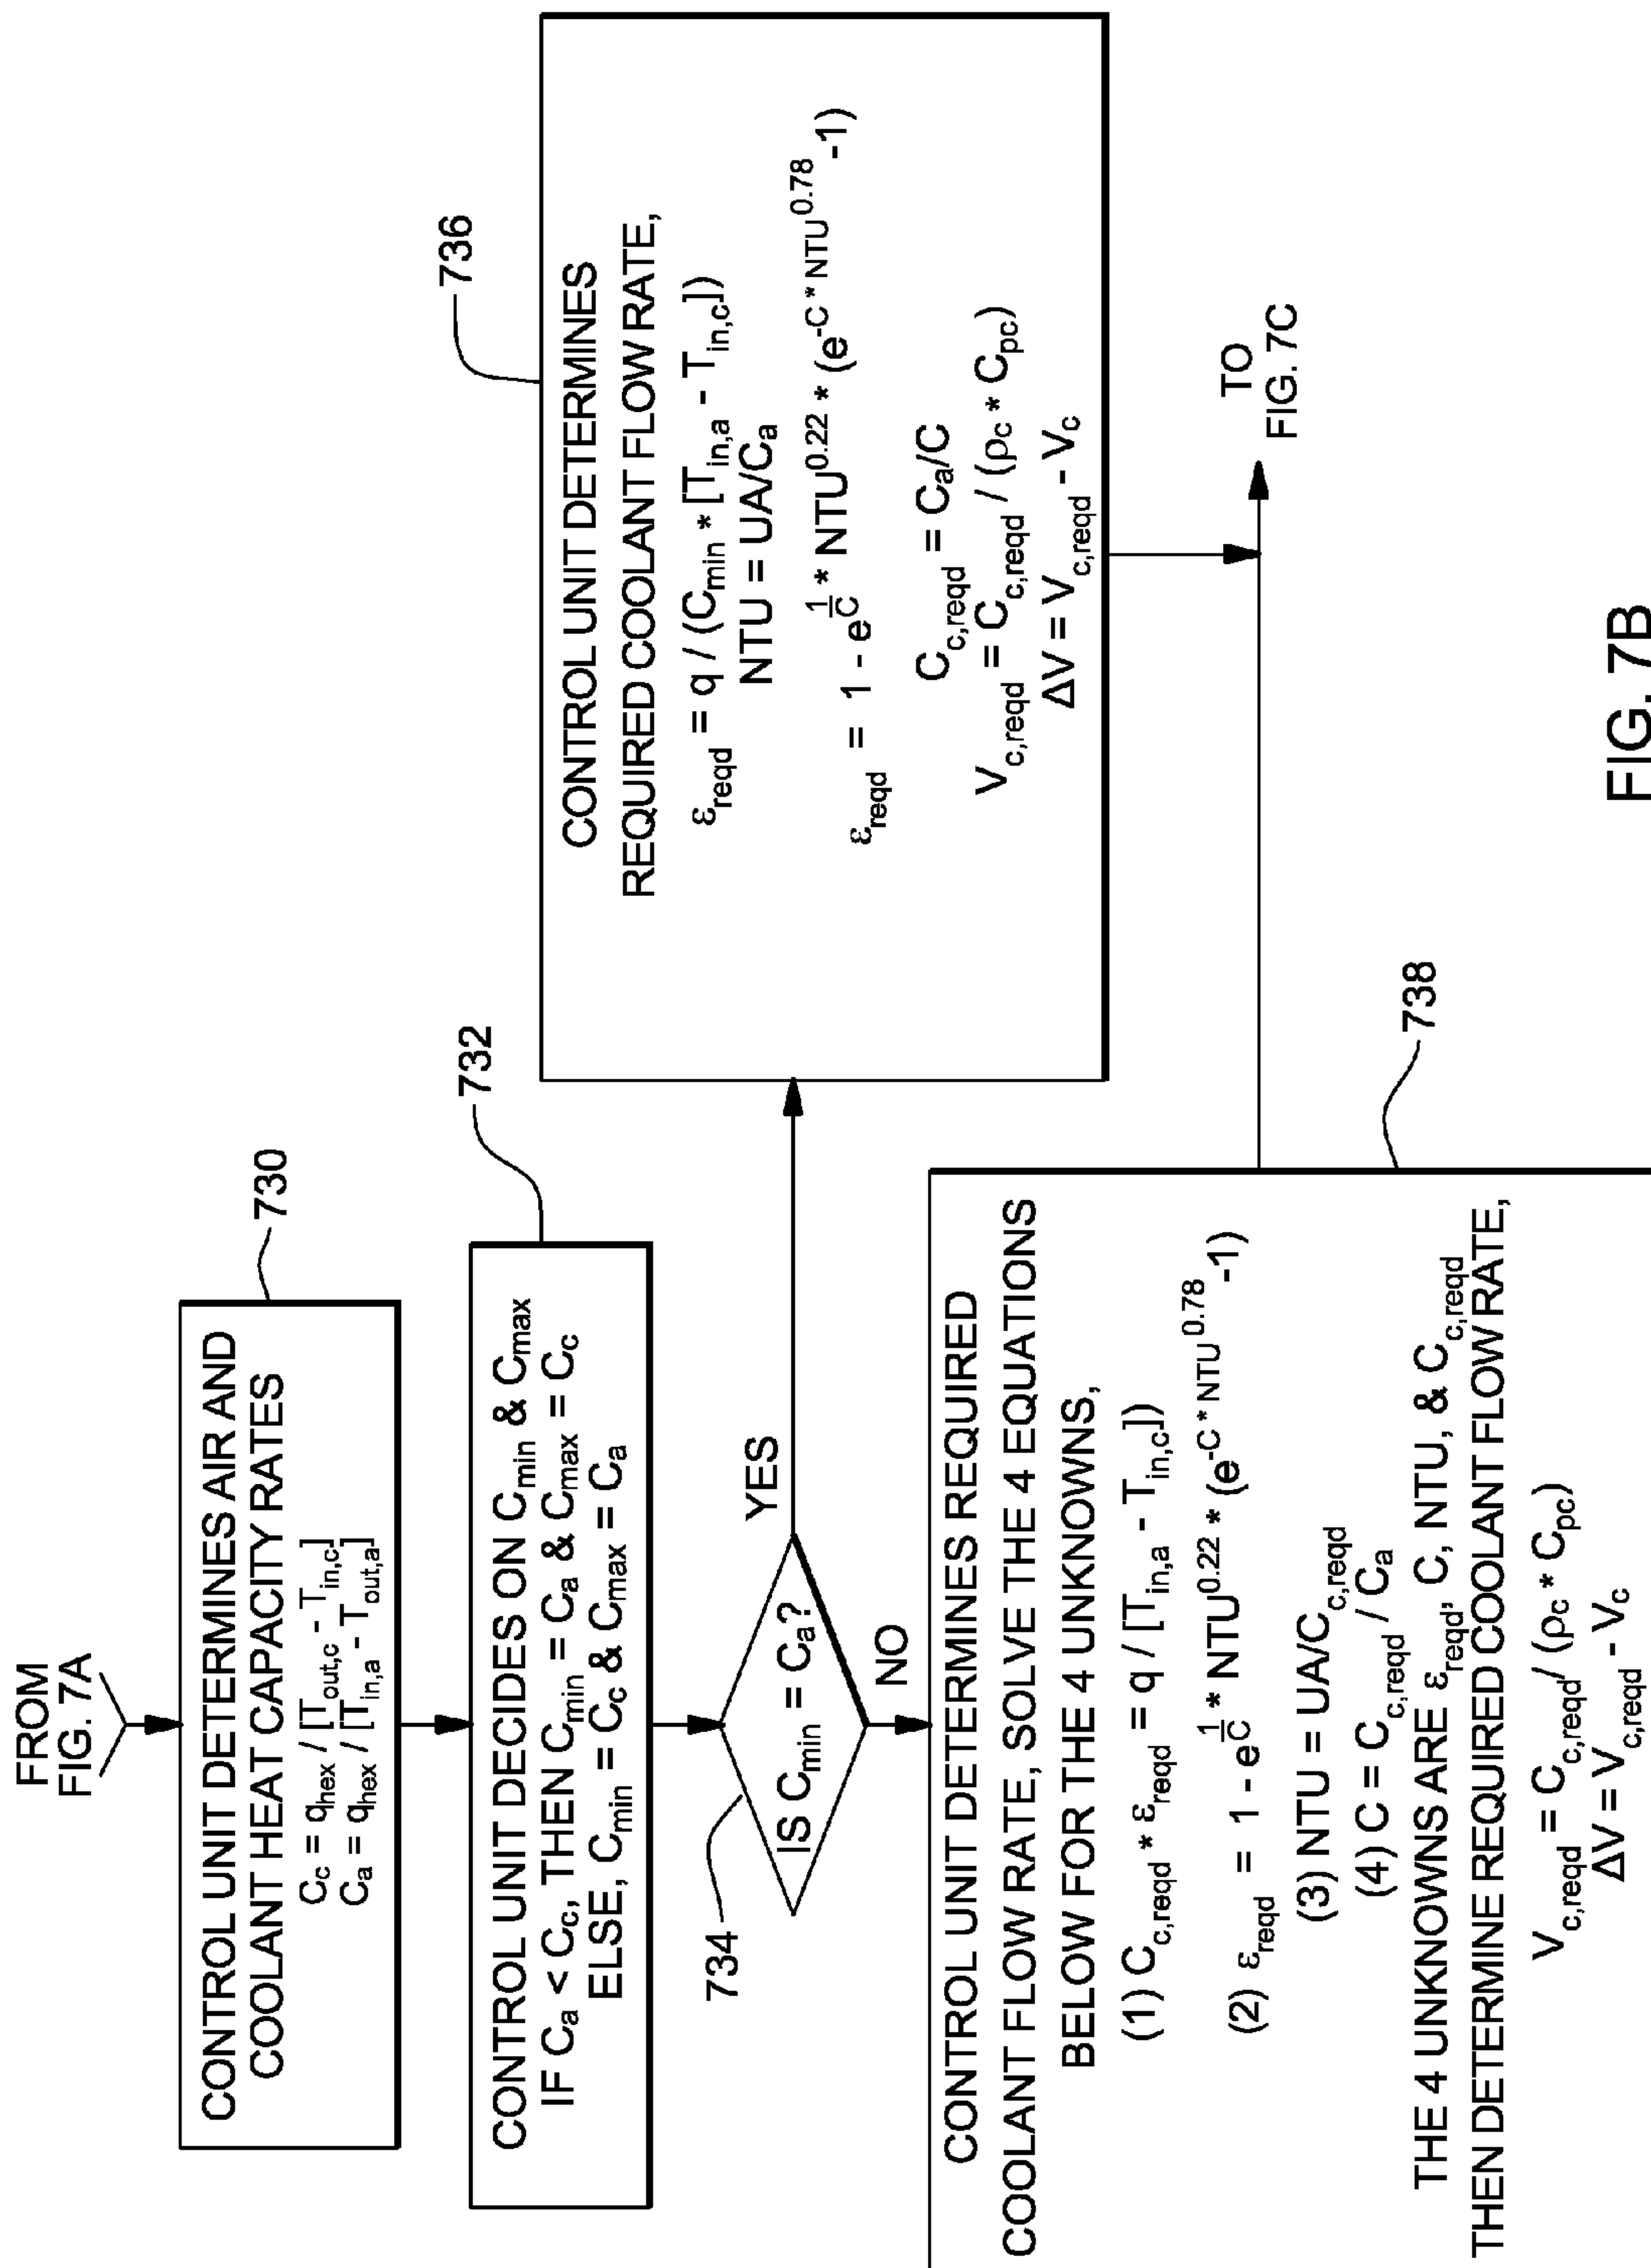 FROM
FIG. 7A
730
CONTROL UNIT DETERMINES AIR AND
COOLANT HEAT CAPACITY RATES
C_c = q_hex / [T_out,c - T_in,c]
C_a = q_hex / [T_in,a - T_out,a]
732
CONTROL UNIT DECIDES ON C_min & C_max
IF C_a < C_c, THEN C_min = C_a & C_max = C_c
ELSE, C_min = C_c & C_max = C_a
734
IS C_min = C_a?
YES
NO
736
CONTROL UNIT DETERMINES
REQUIRED COOLANT FLOW RATE,
ε_reqd = q / (C_min * [T_in,a - T_in,c])
NTU = UA/C_a
ε_reqd = 1 - e^(1/C) * NTU^0.22 * (e^(-C * NTU^0.78) -1)
C_c,reqd = C_a/C
V_c,reqd = C_c,reqd / (ρ_c * C_pc)
ΔV = V_c,reqd - V_c
738
CONTROL UNIT DETERMINES REQUIRED
COOLANT FLOW RATE, SOLVE THE 4 EQUATIONS
BELOW FOR THE 4 UNKNOWNS,
(1) C_c,reqd * ε_reqd = q / [T_in,a - T_in,c])
(2) ε_reqd = 1 - e^(1/C) * NTU^0.22 * (e^(-C * NTU^0.78) -1)
(3) NTU = UA/C_c,reqd
(4) C = C_c,reqd / C_a
THE 4 UNKNOWNS ARE ε_reqd, C, NTU, & C_c,reqd
THEN DETERMINE REQUIRED COOLANT FLOW RATE,
V_c,reqd = C_c,reqd / (ρ_c * C_pc)
ΔV = V_c,reqd - V_c
TO
FIG. 7C
FIG. 7B